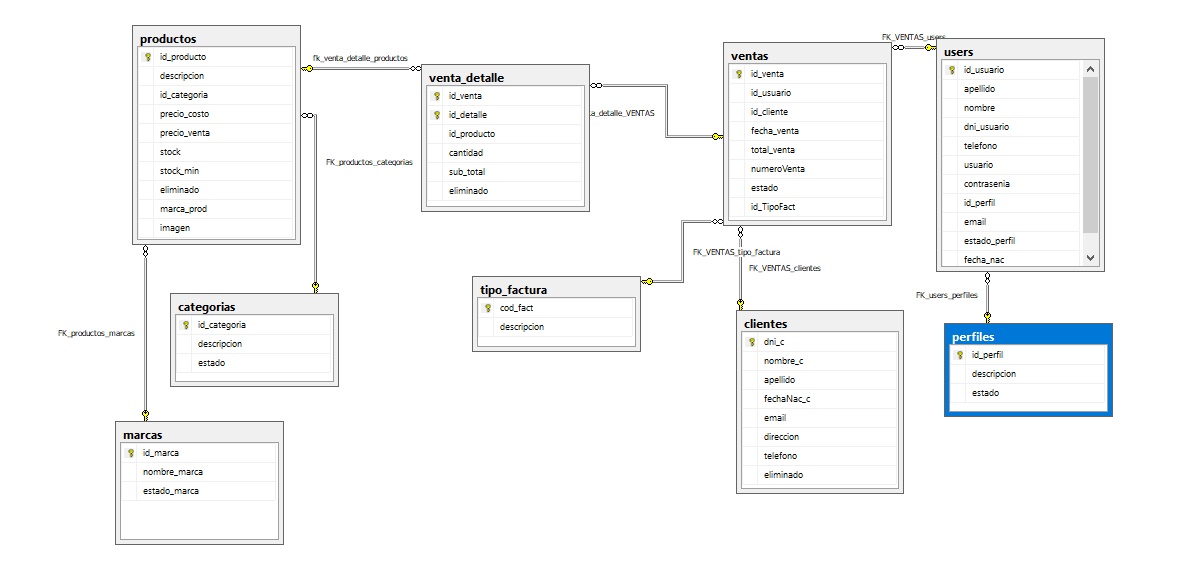 productos
id_producto
descripcion
id_categoria
precio_costo
precio_venta
stock
stock_min
eliminado
marca_prod
imagen
fk_venta_detalle_productos
FK_productos_categorias
venta_detalle
id_venta
id_detalle
id_producto
cantidad
sub_total
eliminado
ta_detalle_VENTAS
ventas
id_venta
id_usuario
id_cliente
fecha_venta
total_venta
numeroVenta
estado
id_TipoFact
FK_VENTAS_users
users
id_usuario
apellido
nombre
dni_usuario
telefono
usuario
contrasenia
id_perfil
email
estado_perfil
fecha_nac
FK_VENTAS_tipo_factura
FK_VENTAS_clientes
FK_users_perfiles
FK_productos_marcas
categorias
id_categoria
descripcion
estado
tipo_factura
cod_fact
descripcion
clientes
dni_c
nombre_c
apellido
fechaNac_c
email
direccion
telefono
eliminado
perfiles
id_perfil
descripcion
estado
marcas
id_marca
nombre_marca
estado_marca